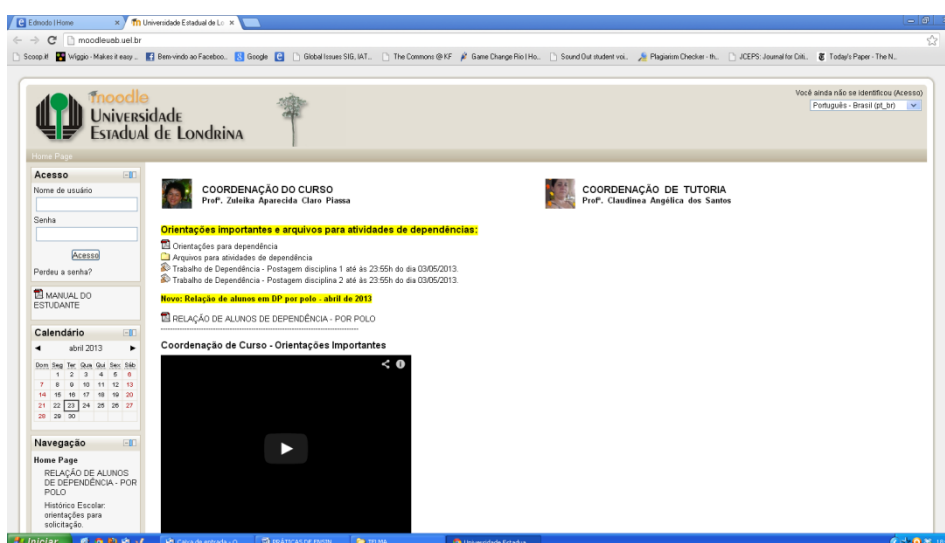 Edmodo | Home
Universidade Estadual de Lo
moodleuab.uel.br
Scoop.it Wiggio - Makes it easy ... Bem-vindo ao Faceboo... Google Global Issues SIG, IAT... The Commons @ KF Game Change Rio | Ho... Sound Out student voi... Plagiarism Checker - th... JCEPS: Journal for Criti... Today's Paper - The N...
Você ainda não se identificou (Acesso)
Português - Brasil (pt_br)
moodle
Universidade
Estadual de Londrina
Home Page
Acesso
Nome de usuário
Senha
Acesso
Perdeu a senha?
MANUAL DO
ESTUDANTE
Calendário
abril 2013
Dom Seg Ter Qua Qui Sex Sáb
1 2 3 4 5 6
7 8 9 10 11 12 13
14 15 16 17 18 19 20
21 22 23 24 25 26 27
28 29 30
Navegação
Home Page
RELAÇÃO DE ALUNOS
DE DEPENDÊNCIA - POR
POLO
Histórico Escolar:
orientações para
solicitação.
COORDENAÇÃO DO CURSO
Profª. Zuleika Aparecida Claro Piassa
COORDENAÇÃO DE TUTORIA
Profª. Claudinea Angélica dos Santos
Orientações importantes e arquivos para atividades de dependências:
Orientações para dependência
Arquivos para atividades de dependência
Trabalho de Dependência - Postagem disciplina 1 até às 23:55h do dia 03/05/2013.
Trabalho de Dependência - Postagem disciplina 2 até às 23:55h do dia 03/05/2013.
Novo: Relação de alunos em DP por polo - abril de 2013
RELAÇÃO DE ALUNOS DE DEPENDÊNCIA - POR POLO
Coordenação de Curso - Orientações Importantes
Iniciar
Caixa de entrada - O...
Universidade Estadua...